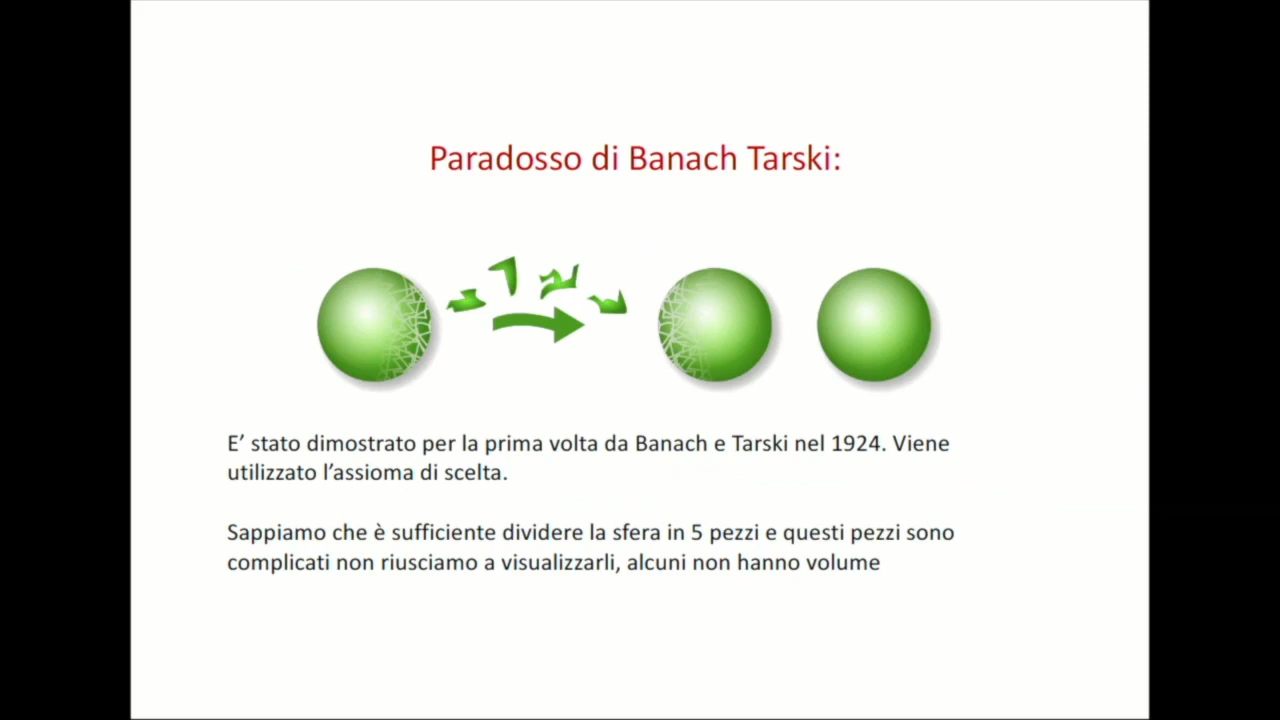 Paradosso di Banach Tarski:
E’ stato dimostrato per la prima volta da Banach e Tarski nel 1924. Viene
utilizzato l’assioma di scelta.
Sappiamo che è sufficiente dividere la sfera in 5 pezzi e questi pezzi sono
complicati non riusciamo a visualizzarli, alcuni non hanno volume